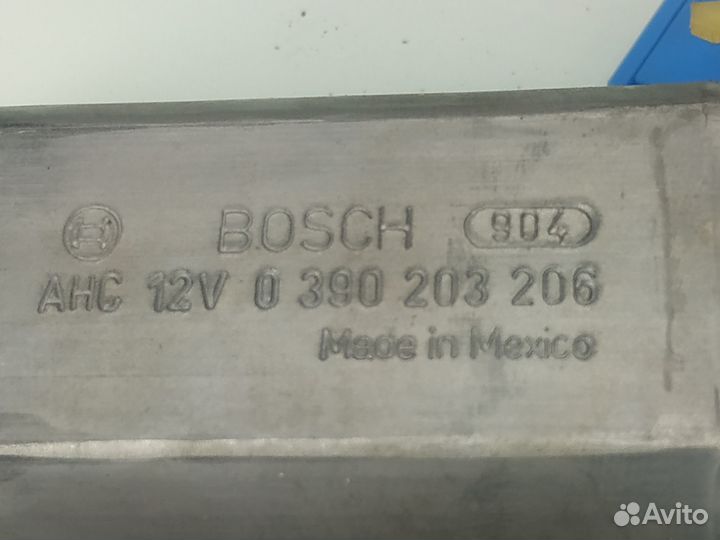 BOSCH 904
AHC 12V 0 390 203 206
Made in Mexico
Avito